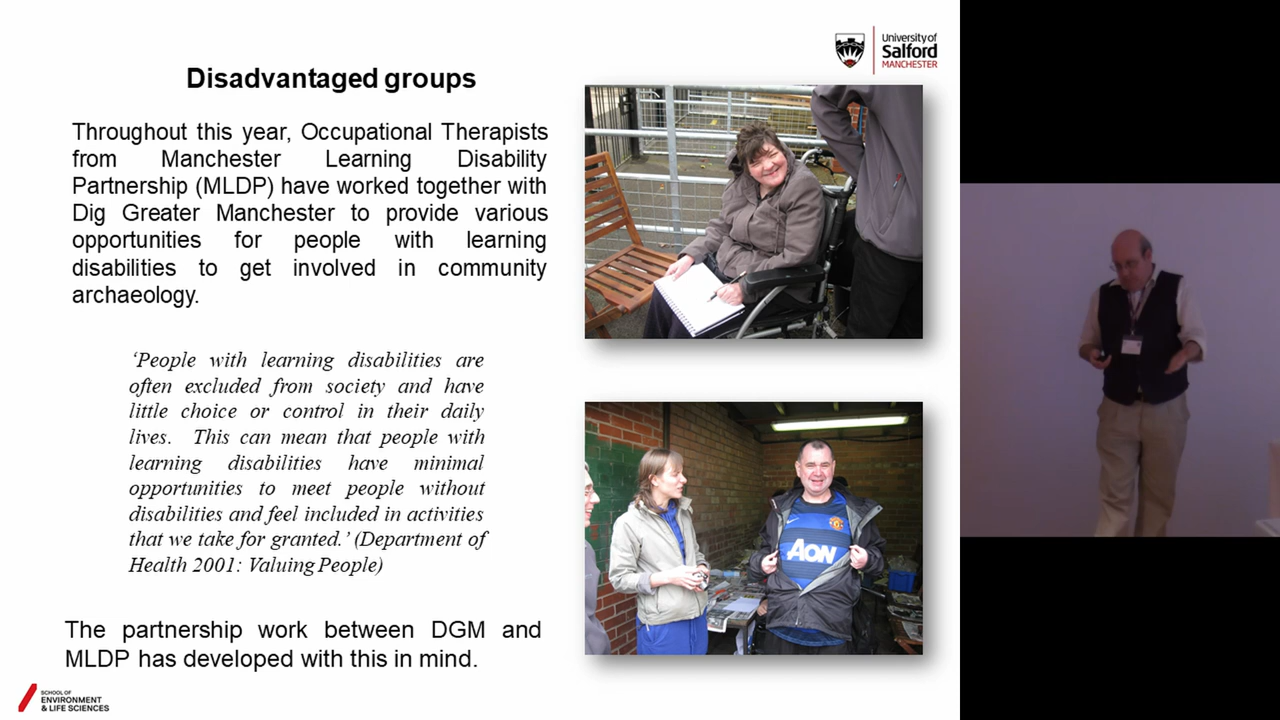 University of
Salford
MANCHESTER
Disadvantaged groups
Throughout this year, Occupational Therapists
from Manchester Learning Disability
Partnership (MLDP) have worked together with
Dig Greater Manchester to provide various
opportunities for people with learning
disabilities to get involved in community
archaeology.
‘People with learning disabilities are
often excluded from society and have
little choice or control in their daily
lives. This can mean that people with
learning disabilities have minimal
opportunities to meet people without
disabilities and feel included in activities
that we take for granted.’ (Department of
Health 2001: Valuing People)
AON
The partnership work between DGM and
MLDP has developed with this in mind.
SCHOOL OF
ENVIRONMENT
& LIFE SCIENCES